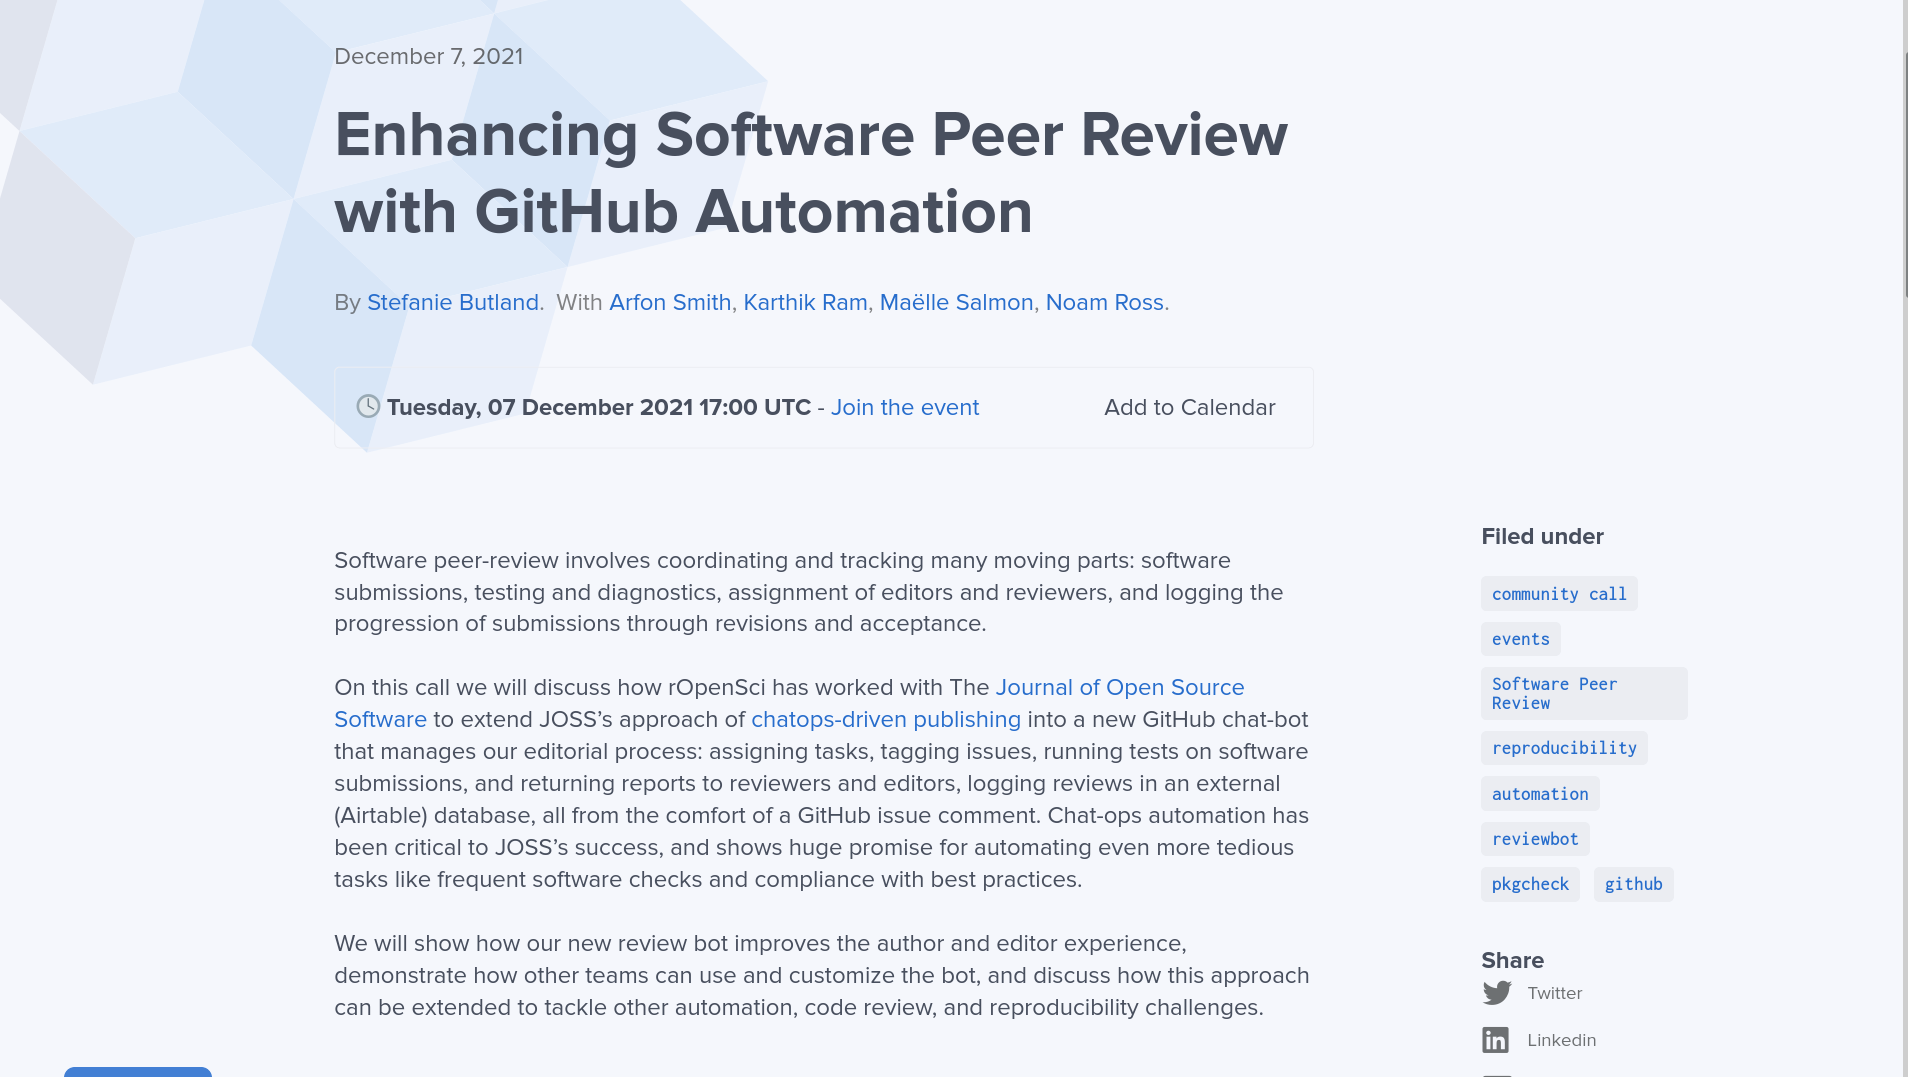 December 7, 2021
Enhancing Software Peer Review
with GitHub Automation
By Stefanie Butland.  With Arfon Smith, Karthik Ram, Maëlle Salmon, Noam Ross.
Tuesday, 07 December 2021 17:00 UTC - Join the event
Add to Calendar
Software peer-review involves coordinating and tracking many moving parts: software
submissions, testing and diagnostics, assignment of editors and reviewers, and logging the
progression of submissions through revisions and acceptance.
On this call we will discuss how rOpenSci has worked with The Journal of Open Source
Software to extend JOSS’s approach of chatops-driven publishing into a new GitHub chat-bot
that manages our editorial process: assigning tasks, tagging issues, running tests on software
submissions, and returning reports to reviewers and editors, logging reviews in an external
(Airtable) database, all from the comfort of a GitHub issue comment. Chat-ops automation has
been critical to JOSS’s success, and shows huge promise for automating even more tedious
tasks like frequent software checks and compliance with best practices.
We will show how our new review bot improves the author and editor experience,
demonstrate how other teams can use and customize the bot, and discuss how this approach
can be extended to tackle other automation, code review, and reproducibility challenges.
Filed under
community call
events
Software Peer
Review
reproducibility
automation
reviewbot
pkgcheck github
Share
Twitter
Linkedin